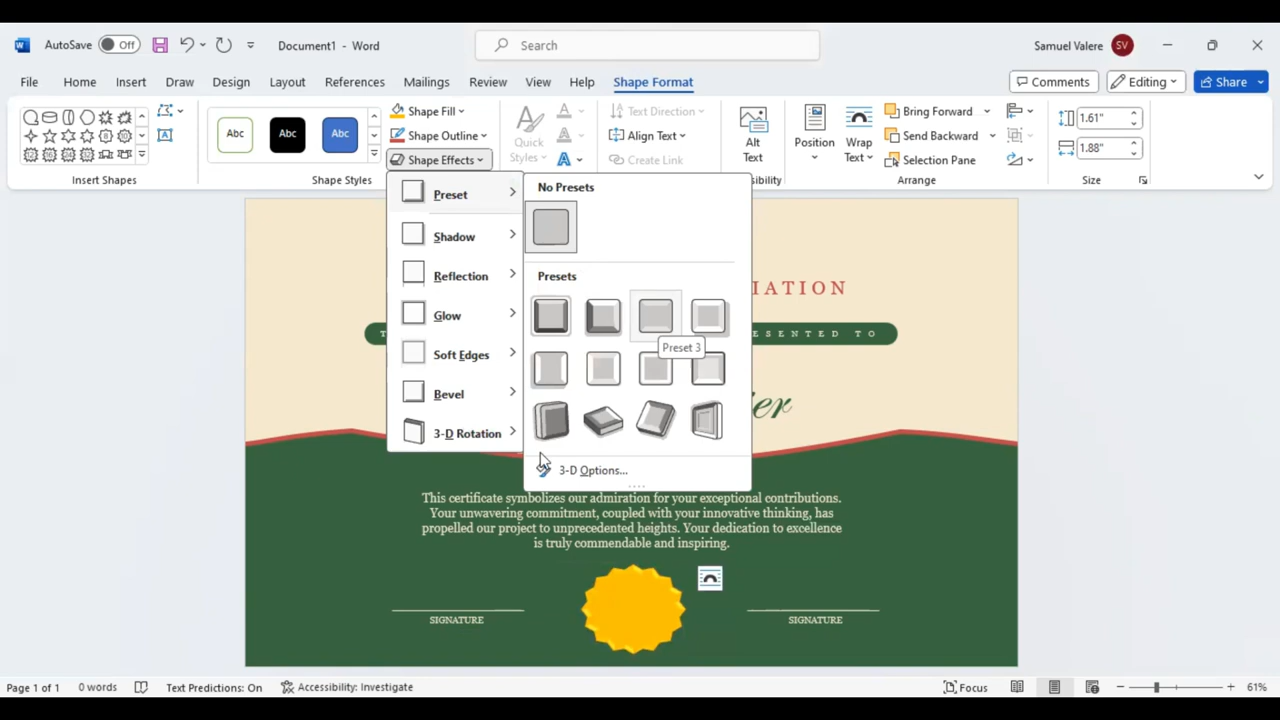 AutoSave Off Document1 - Word Search Samuel Valere SV
File Home Insert Draw Design Layout References Mailings Review View Help Shape Format Comments Editing Share
Abc Abc Abc
Shape Fill
Shape Outline
Shape Effects
Quick
Styles
Text Direction
Align Text
Create Link
Alt
Text
Position
Wrap
Text
Bring Forward
Send Backward
Selection Pane
1.61"
1.88"
Insert Shapes Shape Styles Arrange Size
Preset
Shadow
Reflection
Glow
Soft Edges
Bevel
3-D Rotation
No Presets
Presets
Preset 3
3-D Options...
This certificate symbolizes our admiration for your exceptional contributions.
Your unwavering commitment, coupled with your innovative thinking, has
propelled our project to unprecedented heights. Your dedication to excellence
is truly commendable and inspiring.
SIGNATURE SIGNATURE
Page 1 of 1 0 words Text Predictions: On Accessibility: Investigate Focus 61%